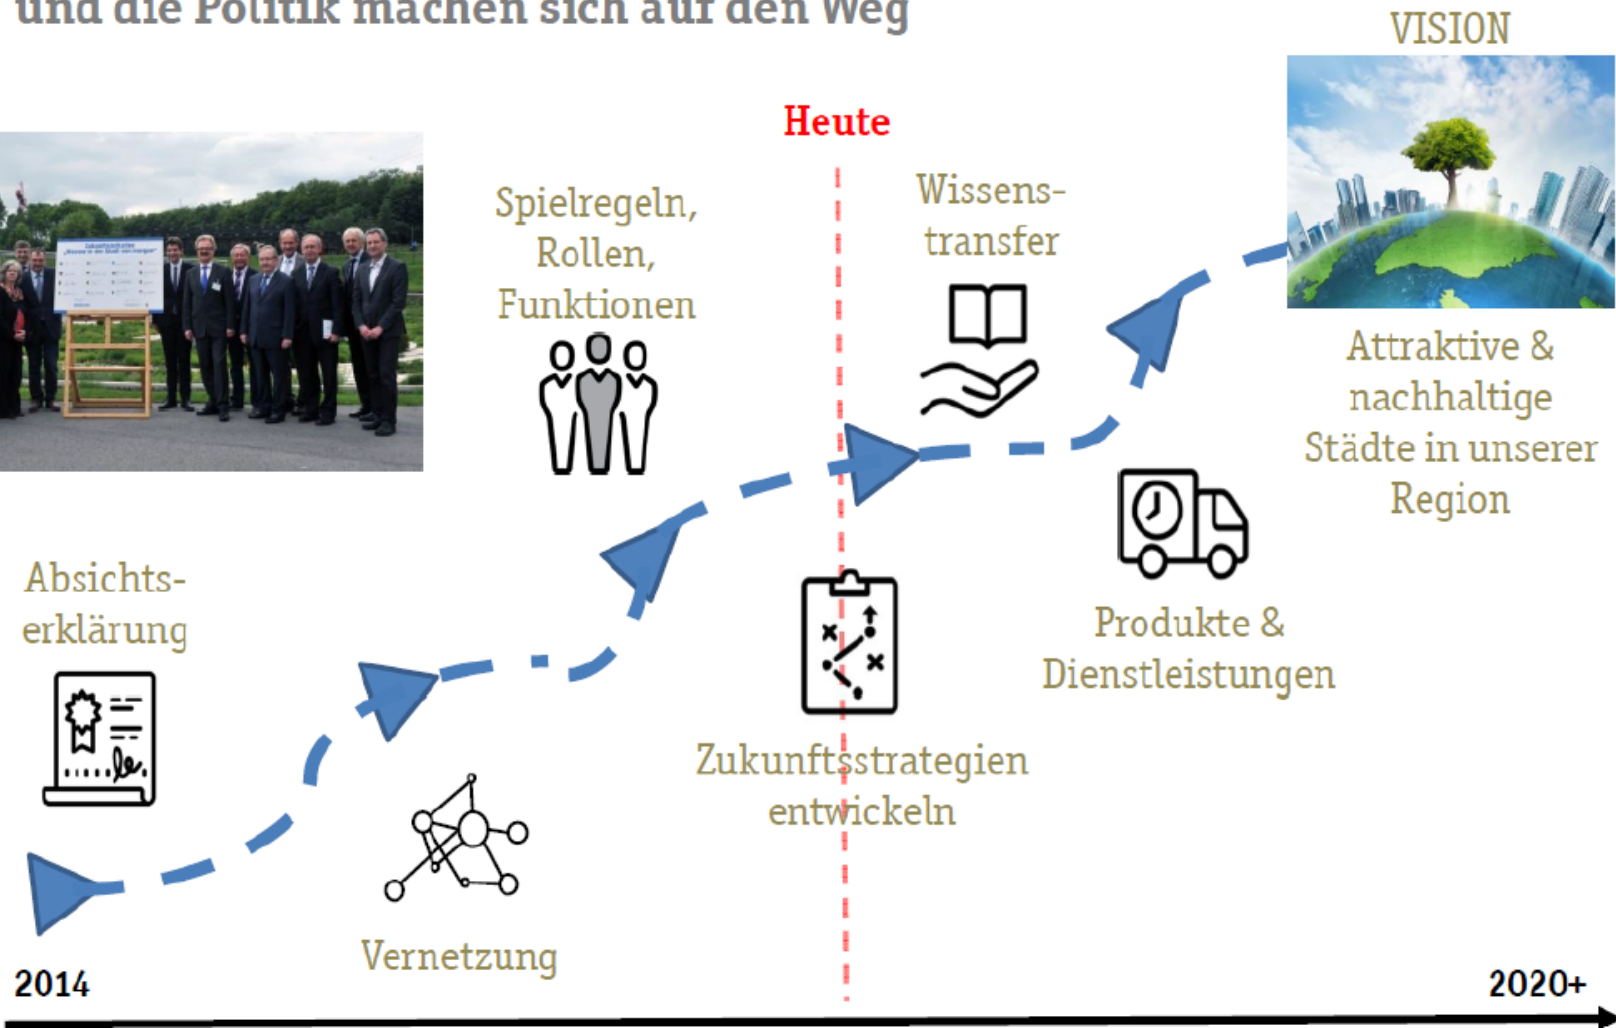 und die Politik machen sich auf den Weg
VISION
Heute
Spielregeln,
Rollen,
Funktionen
Wissens-
transfer
Attraktive &
nachhaltige
Städte in unserer
Region
Absichts-
erklärung
Produkte &
Dienstleistungen
Zukunftsstrategien
entwickeln
Vernetzung
2014
2020+